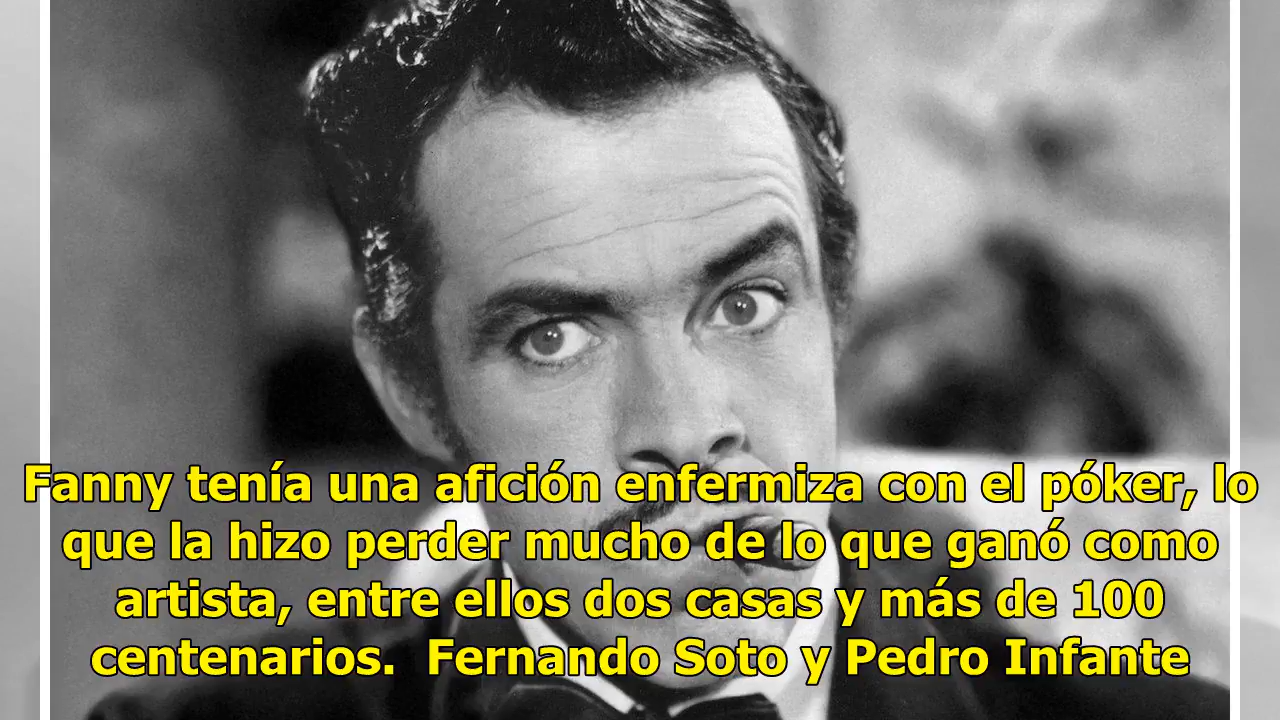 Fanny tenía una afición enfermiza con el póker, lo
que la hizo perder mucho de lo que ganó como
artista, entre ellos dos casas y más de 100
centenarios.  Fernando Soto y Pedro Infante